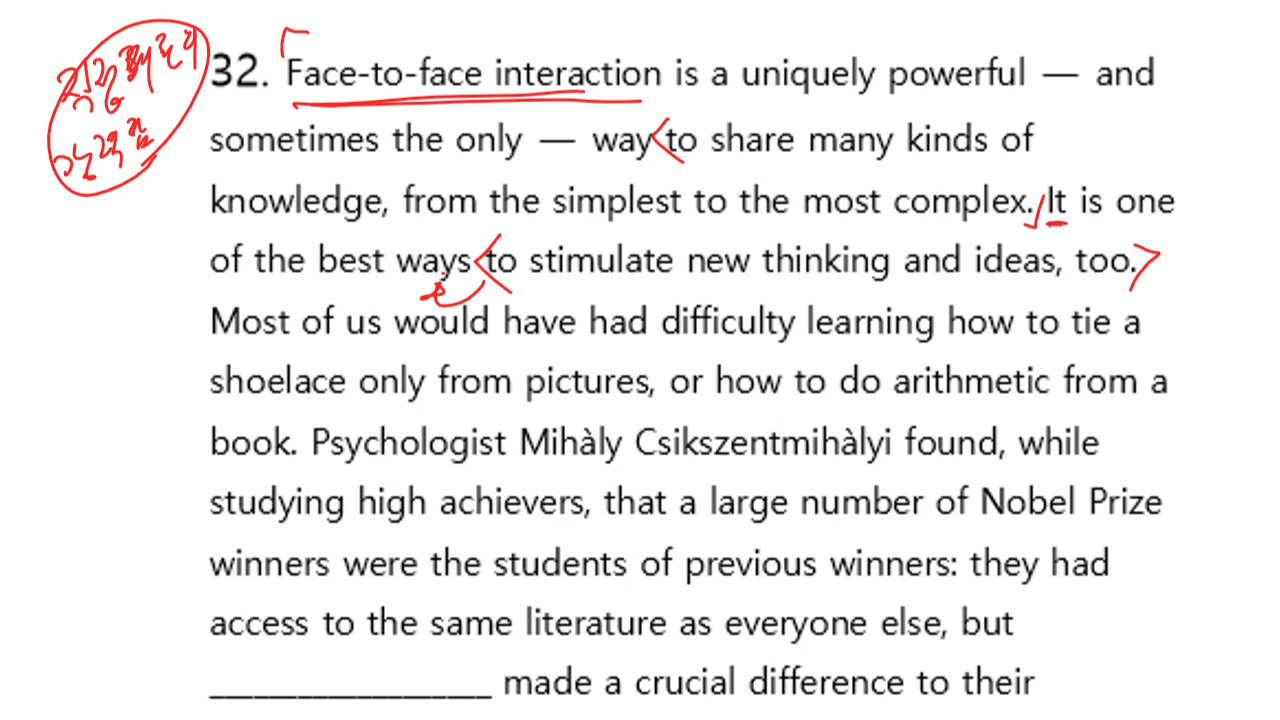 32. Face-to-face interaction is a uniquely powerful — and
sometimes the only — way to share many kinds of
knowledge, from the simplest to the most complex. It is one
of the best ways to stimulate new thinking and ideas, too.
Most of us would have had difficulty learning how to tie a
shoelace only from pictures, or how to do arithmetic from a
book. Psychologist Mihàly Csikszentmihàlyi found, while
studying high achievers, that a large number of Nobel Prize
winners were the students of previous winners: they had
access to the same literature as everyone else, but
_________________ made a crucial difference to their